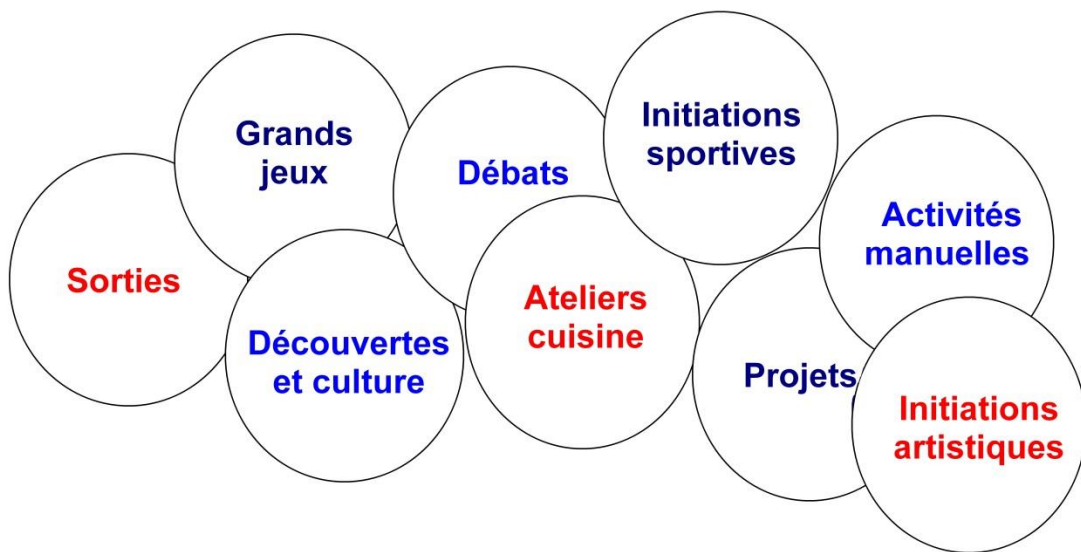 Grands
jeux
Initiations
sportives
Débats
Activités
manuelles
Sorties
Ateliers
cuisine
Découvertes
et culture
Projets
Initiations
artistiques